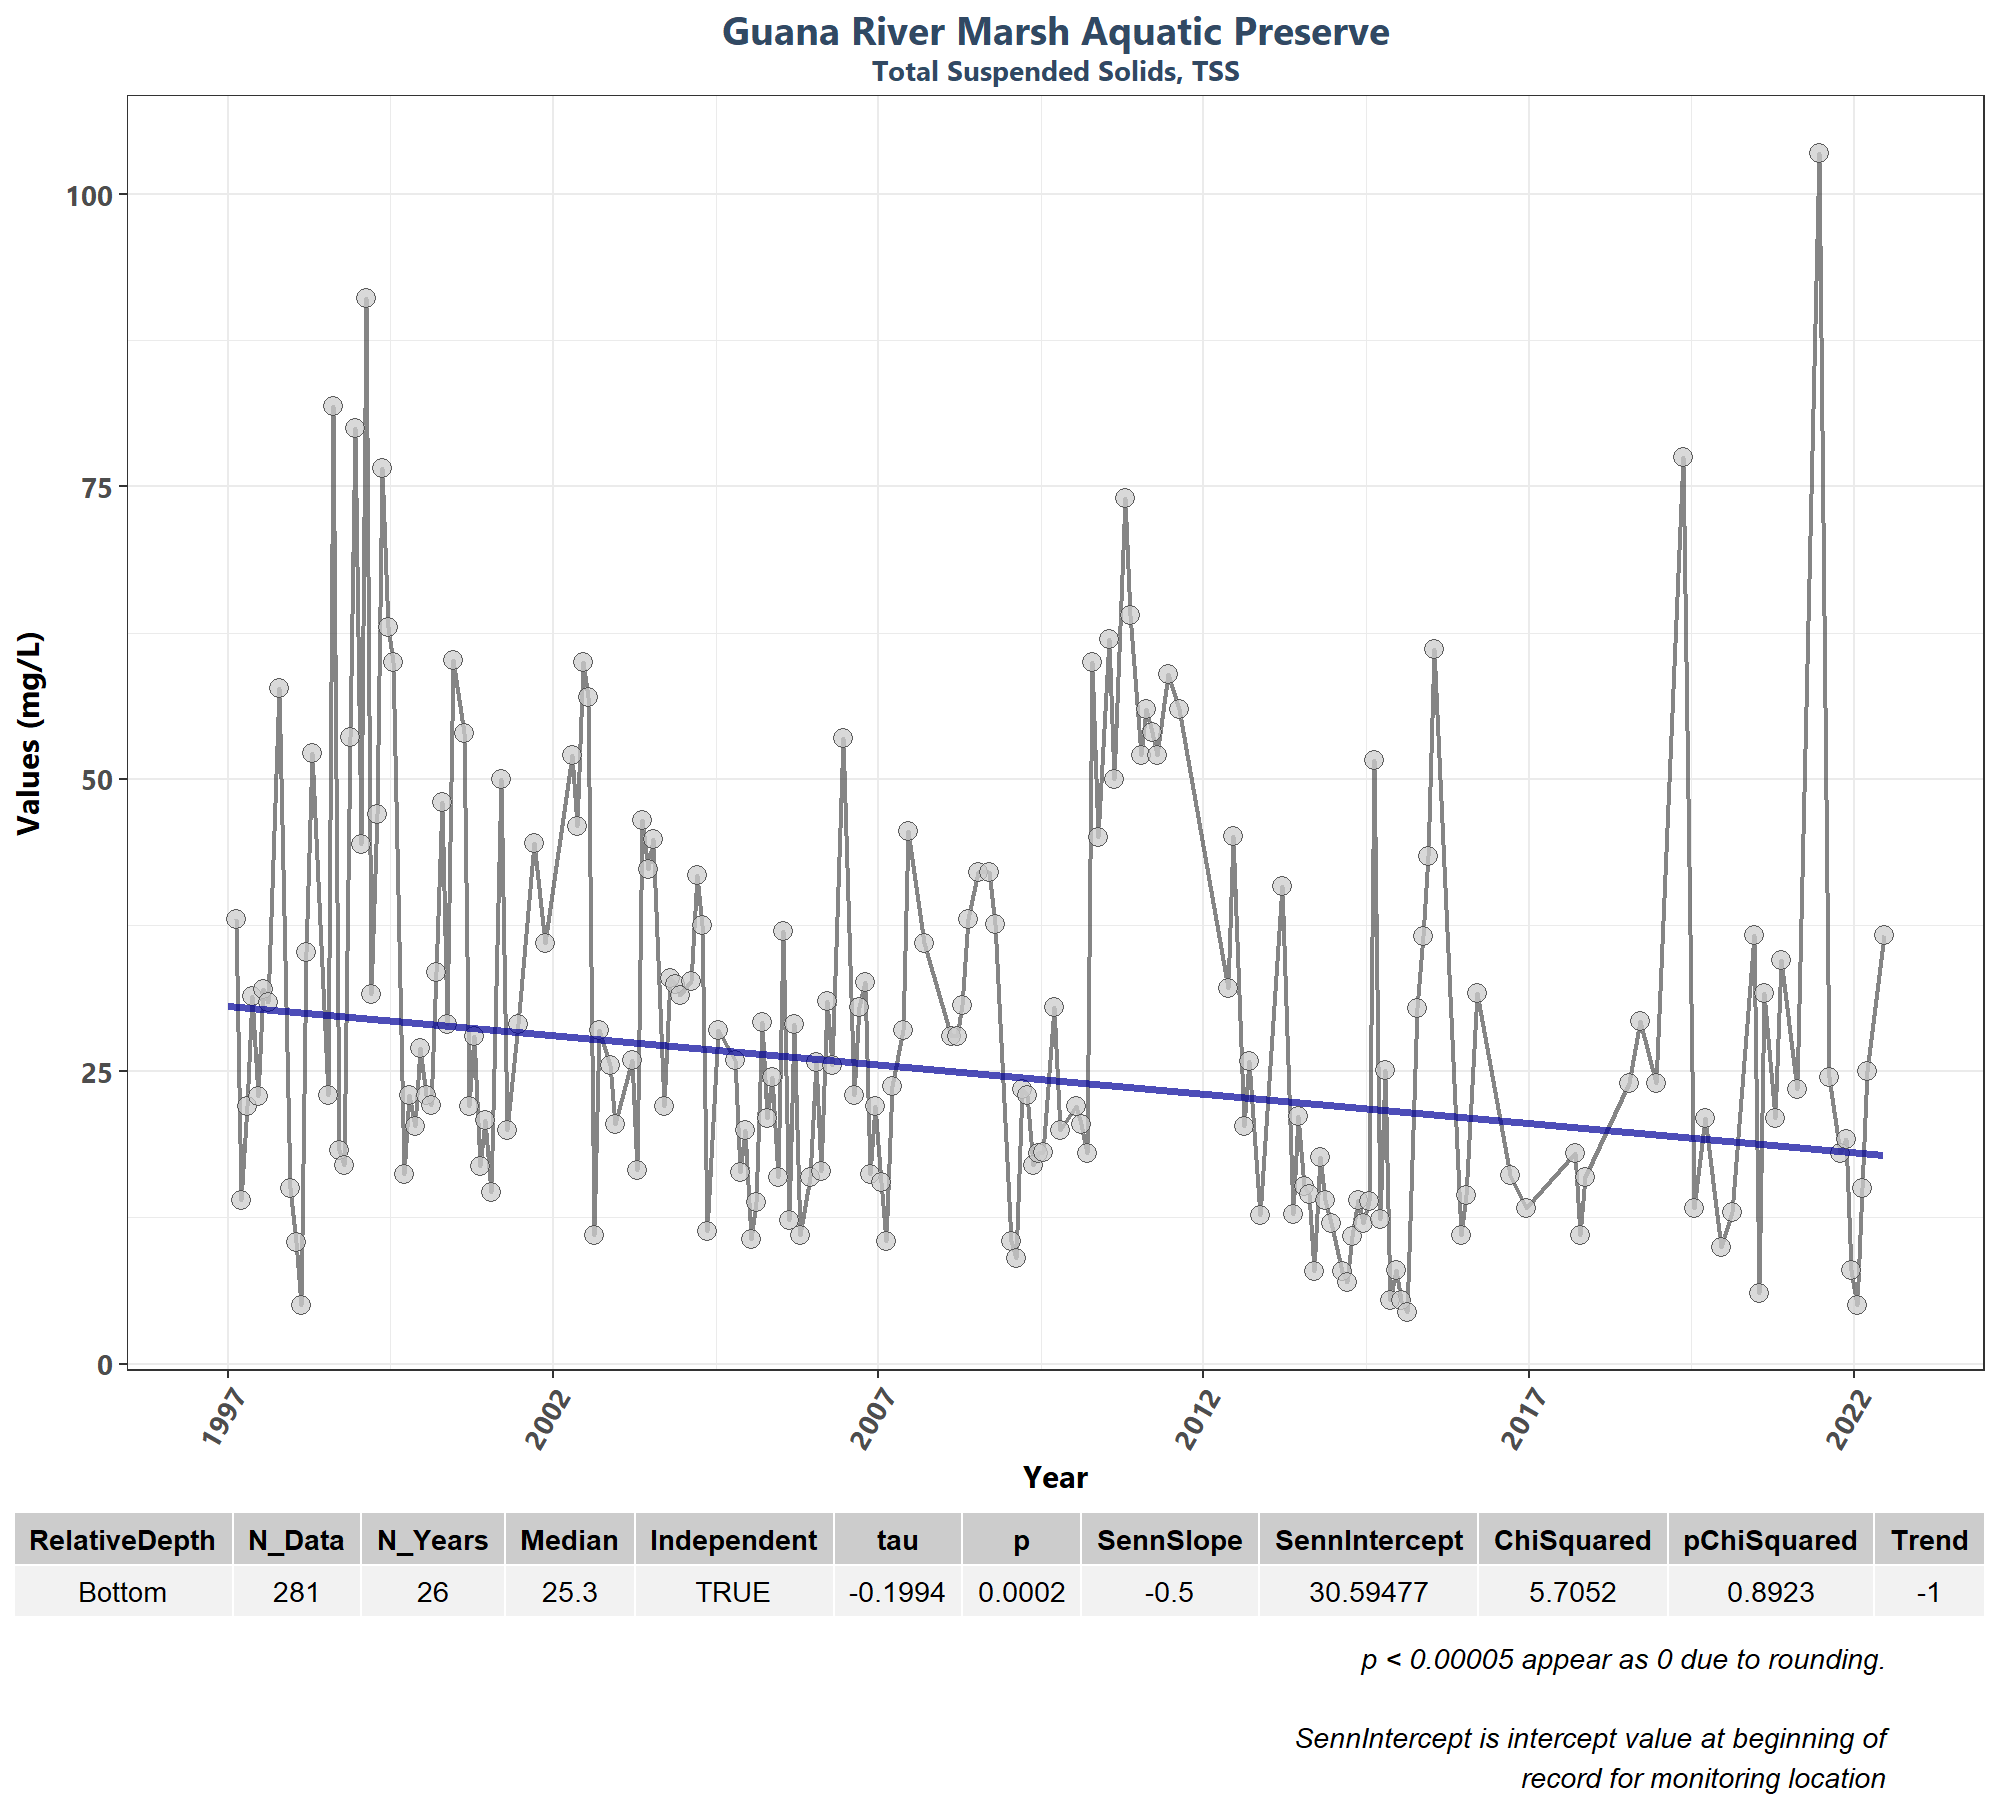 Guana River Marsh Aquatic Preserve
Total Suspended Solids, TSS
Values (mg/L)
100
75
50
25
0
1997 2002 2007 2012 2017 2022
Year
RelativeDepth N_Data N_Years Median Independent tau p SennSlope SennIntercept ChiSquared pChiSquared Trend
Bottom 281 26 25.3 TRUE -0.1994 0.0002 -0.5 30.59477 5.7052 0.8923 -1
p < 0.00005 appear as 0 due to rounding.
SennIntercept is intercept value at beginning of
record for monitoring location